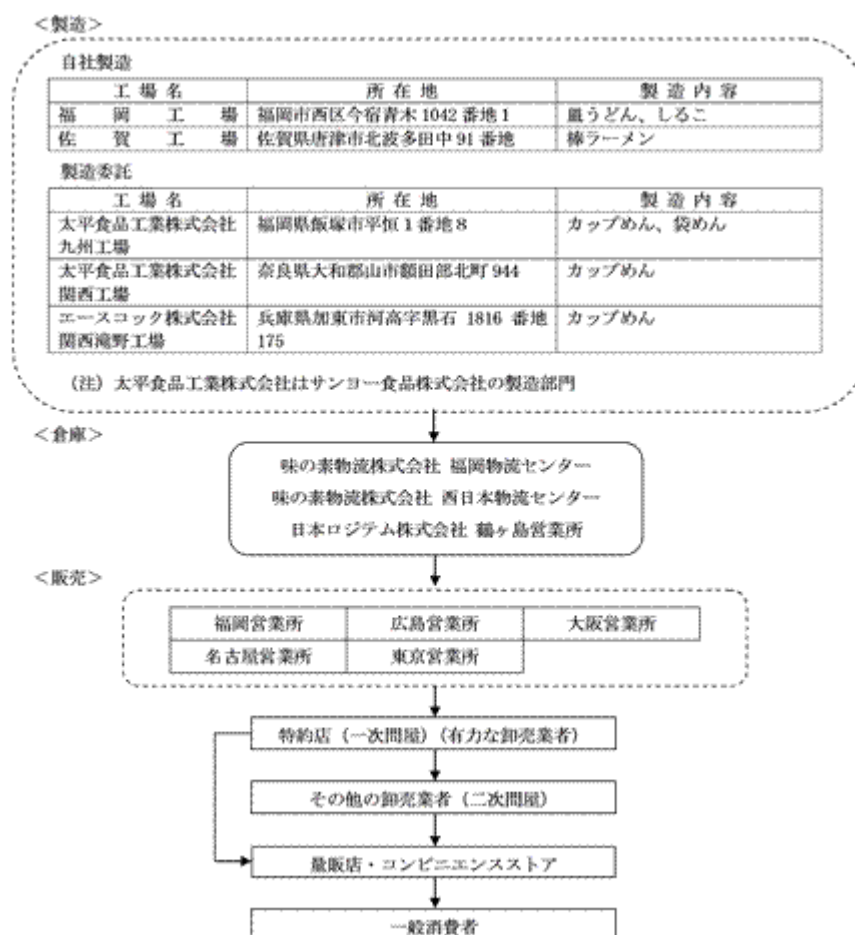 ＜製造＞
自社製造
工場名 所在地 製造内容
福岡工場 福岡市西区今宿青木 1042 番地 1 皿うどん、しるこ
佐賀工場 佐賀県唐津市北波多田中 91 番地 棒ラーメン
製造委託
工場名 所在地 製造内容
太平食品工業株式会社 福岡県飯塚市平恒 1 番地 8 カップめん、袋めん
九州工場
太平食品工業株式会社 奈良県大和郡山市額田部北町 944 カップめん
関西工場
エースコック株式会社 兵庫県加東市河高字黒石 1816 番地 カップめん
関西滝野工場 175
（注）太平食品工業株式会社はサンヨー食品株式会社の製造部門
＜倉庫＞
味の素物流株式会社 福岡物流センター
味の素物流株式会社 西日本物流センター
日本ロジテム株式会社 鶴ヶ島営業所
＜販売＞
福岡営業所 広島営業所 大阪営業所
名古屋営業所 東京営業所
特約店（一次問屋）（有力な卸売業者）
その他の卸売業者（二次問屋）
量販店・コンビニエンスストア
一般消費者